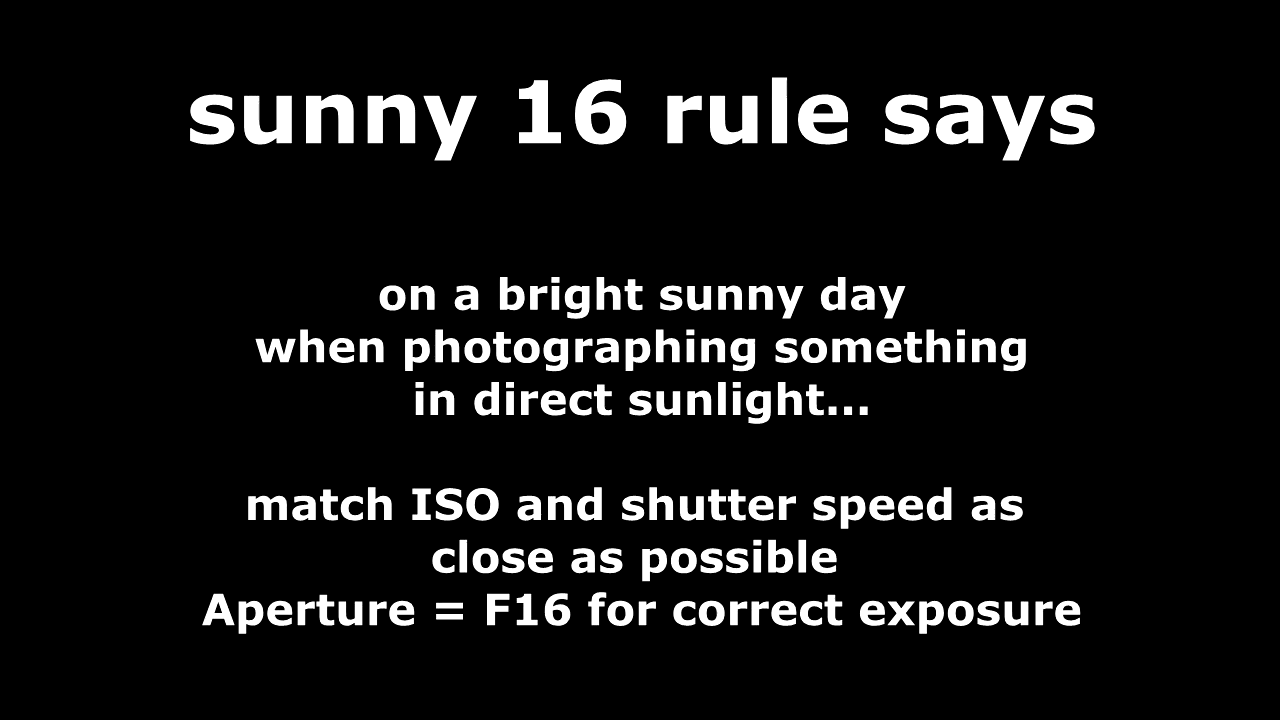 sunny 16 rule says
on a bright sunny day
when photographing something
in direct sunlight...
match ISO and shutter speed as
close as possible
Aperture = F16 for correct exposure